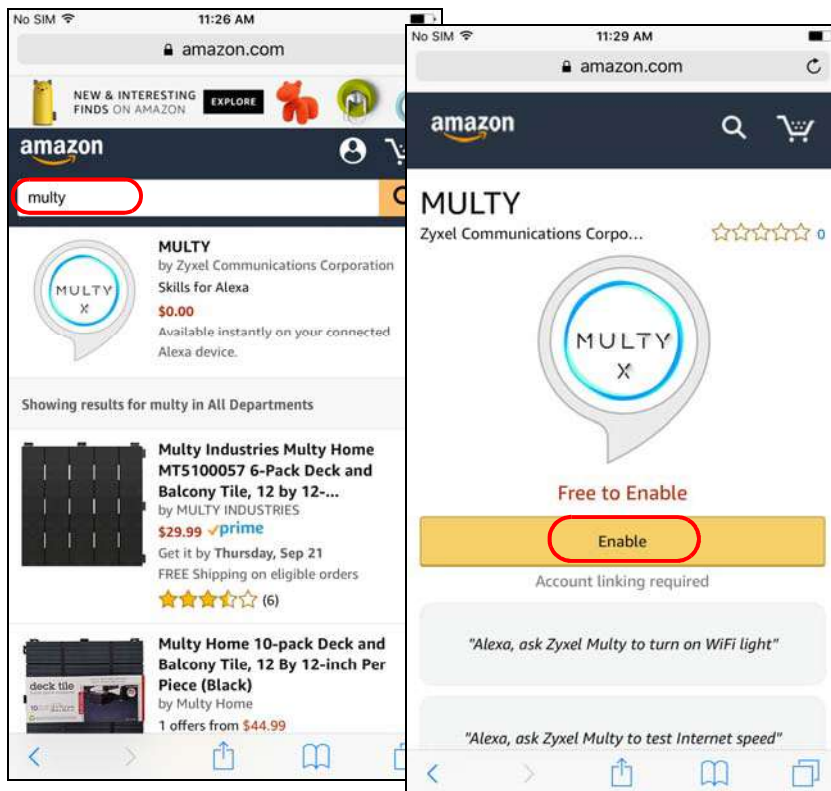 No SIM 11:26 AM
amazon.com
NEW & INTERESTING
FINDS ON AMAZON
EXPLORE
amazon
multy
MULTY
X
MULTY
by Zyxel Communications Corporation
Skills for Alexa
$0.00
Available instantly on your connected
Alexa device.
Showing results for multy in All Departments
Multy Industries Multy Home
MT5100057 6-Pack Deck and
Balcony Tile, 12 by 12-...
by MULTY INDUSTRIES
$29.99 prime
Get it by Thursday, Sep 21
FREE Shipping on eligible orders
(6)
deck tile
10
Multy Home 10-pack Deck and
Balcony Tile, 12 By 12-inch Per
Piece (Black)
by Multy Home
1 offers from $44.99
No SIM 11:29 AM
amazon.com
amazon
MULTY
Zyxel Communications Corpo... 0
MULTY
X
Free to Enable
Enable
Account linking required
"Alexa, ask Zyxel Multy to turn on WiFi light"
"Alexa, ask Zyxel Multy to test Internet speed"